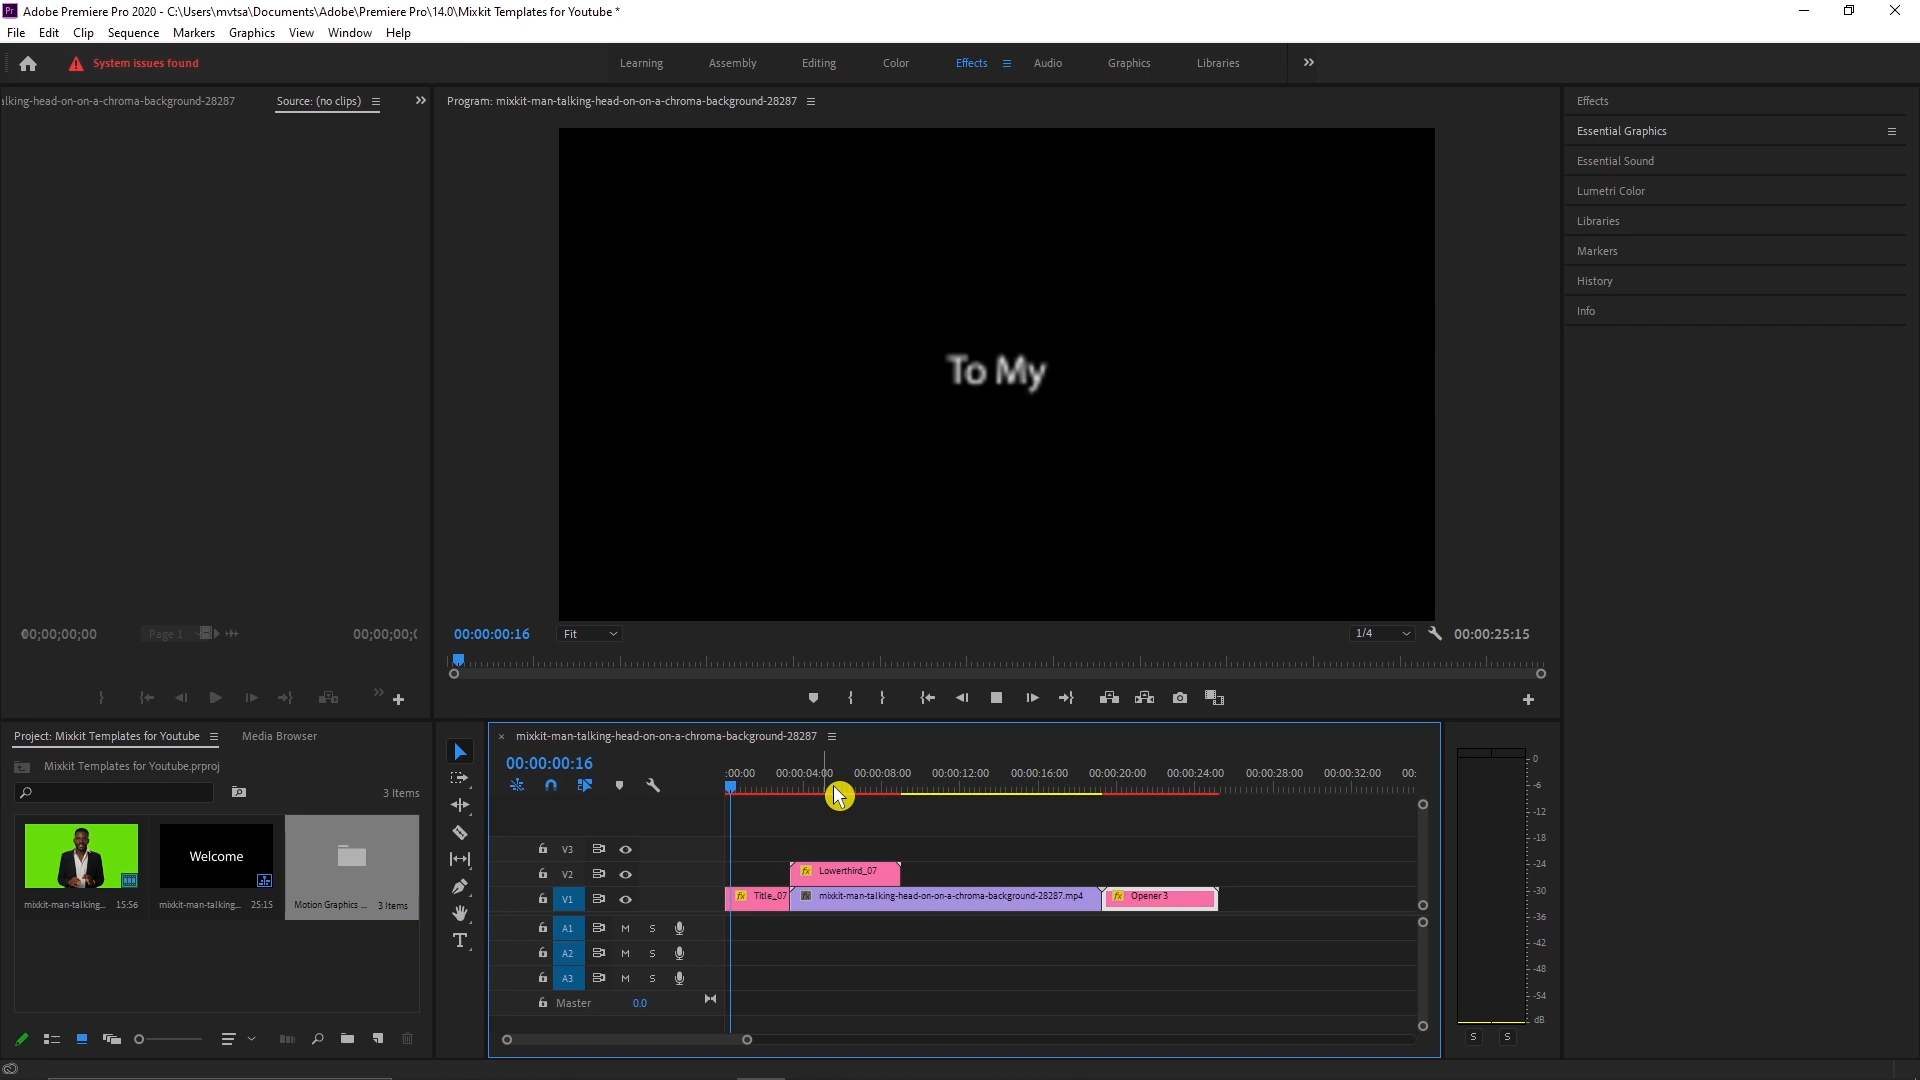 Adobe Premiere Pro 2020 - C:\Users\mvtsa\Documents\Adobe\Premiere Pro\14.0\Mixkit Templates for Youtube *
File Edit Clip Sequence Markers Graphics View Window Help
System issues found
Learning Assembly Editing Color Effects Audio Graphics Libraries
alking-head-on-on-a-chroma-background-28287 Source: (no clips)
Program: mixkit-man-talking-head-on-on-a-chroma-background-28287
Effects
Essential Graphics
Essential Sound
Lumetri Color
Libraries
Markers
History
Info
To My
00;00;00;00 Page 1 00;00;00;0
00:00:00:16 Fit 1/4 00:00:25:15
Project: Mixkit Templates for Youtube Media Browser
Mixkit Templates for Youtube.prproj
3 Items
Welcome
mixkit-man-talking... 15:56 mixkit-man-talking... 25:15 Motion Graphics ... 3 Items
mixkit-man-talking-head-on-on-a-chroma-background-28287
00:00:00:16
:00:00 00:00:04:00 00:00:08:00 00:00:12:00 00:00:16:00 00:00:20:00 00:00:24:00 00:00:28:00 00:00:32:00 00:
V3
V2 Lowerthird_07
V1 Title_07 mixkit-man-talking-head-on-on-a-chroma-background-28287.mp4 Opener 3
A1 M S
A2 M S
A3 M S
Master 0.0
0
-6
-12
-18
-24
-30
-36
-42
-48
-54
dB
S S